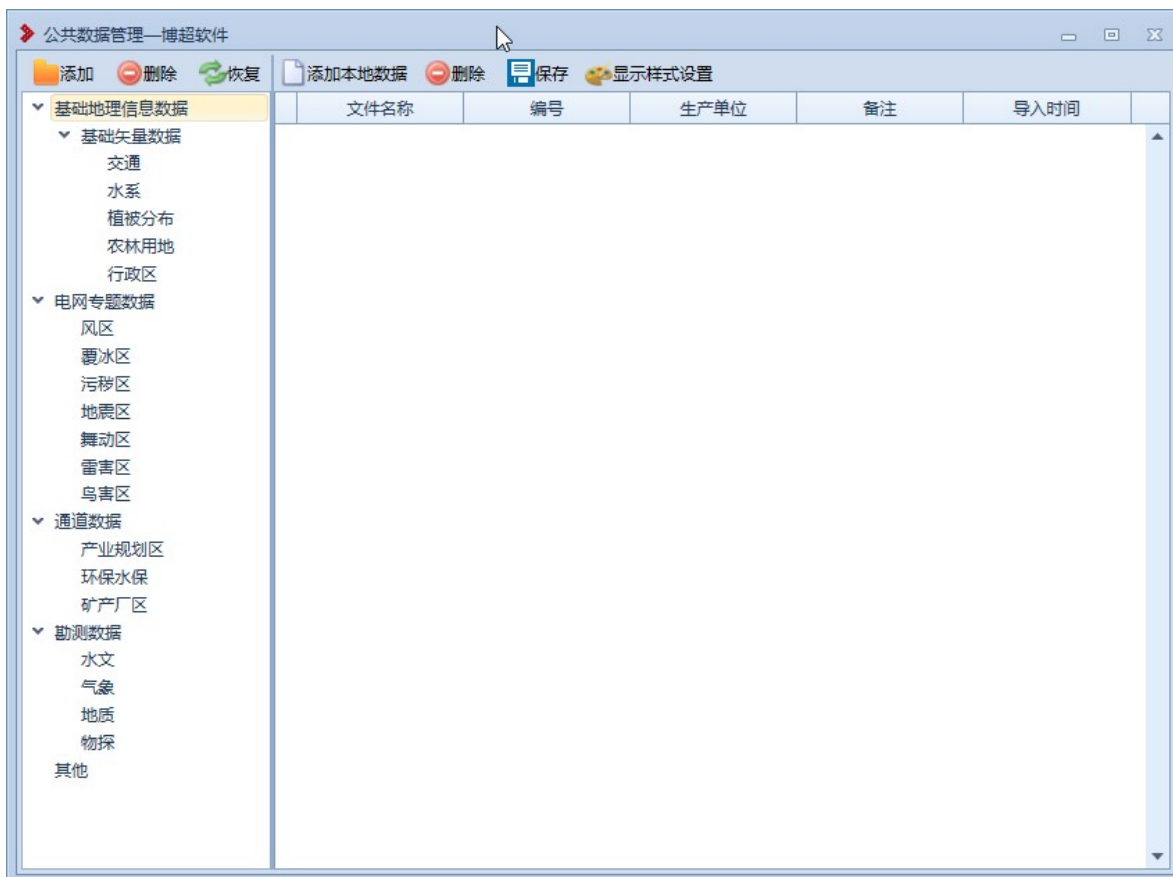 公共数据管理—博超软件
添加 删除 恢复 添加本地数据 删除 保存 显示样式设置
文件名称 编号 生产单位 备注 导入时间
基础地理信息数据
基础矢量数据
交通
水系
植被分布
农林用地
行政区
电网专题数据
风区
覆冰区
污秽区
地震区
舞动区
雷害区
鸟害区
通道数据
产业规划区
环保水保
矿产厂区
勘测数据
水文
气象
地质
物探
其他